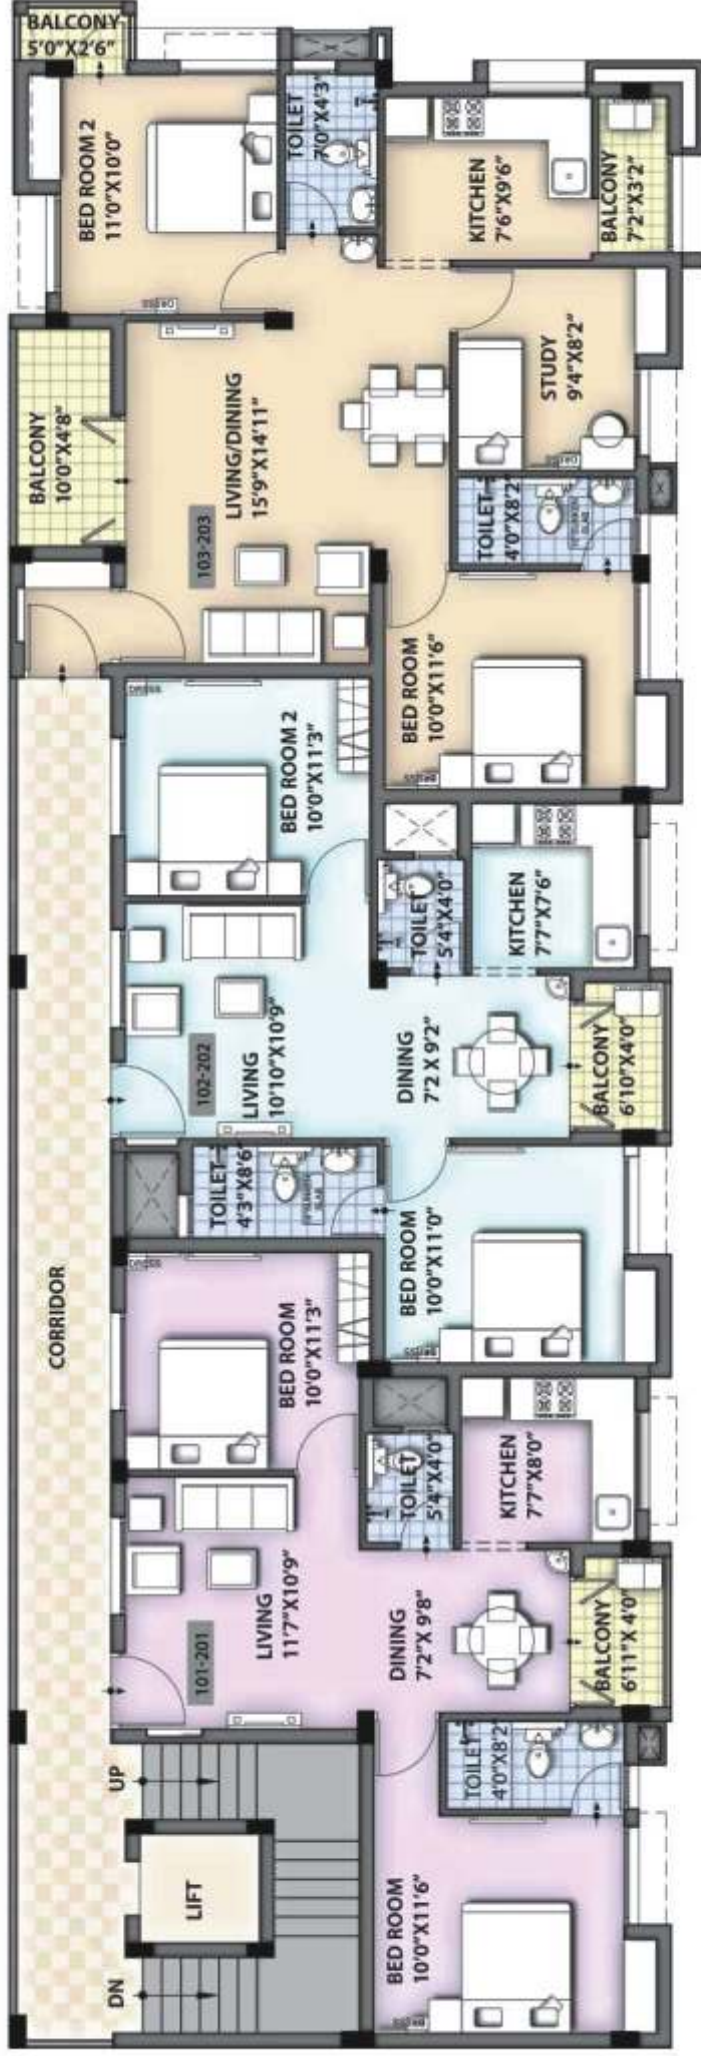 BALCONY
5'0"X2'6"
BED ROOM 2
11'0"X10'0"
TOILET
7'0"X4'3"
KITCHEN
7'6"X9'6"
BALCONY
7'2"X3'2"
DRESS
BALCONY
10'0"X4'8"
LIVING/DINING
15'9"X14'11"
103-203
STUDY
9'4"X8'2"
TOILET
4'0"X8'2"
BED ROOM
10'0"X11'6"
DRESS
DRESS
BED ROOM 2
10'0"X11'3"
TOILET
5'4"X4'0"
KITCHEN
7'7"X7'6"
102-202
LIVING
10'10"X10'9"
DINING
7'2 X 9'2"
BALCONY
6'10"X4'0"
TOILET
4'3"X8'6"
BED ROOM
10'0"X11'0"
DRESS
CORRIDOR
DRESS
BED ROOM
10'0"X11'3"
TOILET
5'4"X4'0"
KITCHEN
7'7"X8'0"
101-201
LIVING
11'7"X10'9"
DINING
7'2"X 9'8"
BALCONY
6'11"X 4'0"
TOILET
4'0"X8'2"
BED ROOM
10'0"X11'6"
DRESS
UP
LIFT
DN